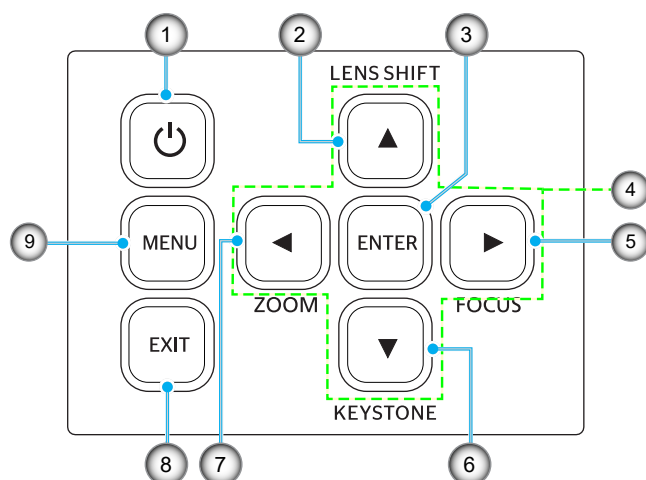 1
2
3
LENS SHIFT
4
9
MENU
ENTER
5
ZOOM
FOCUS
EXIT
KEYSTONE
8
7
6